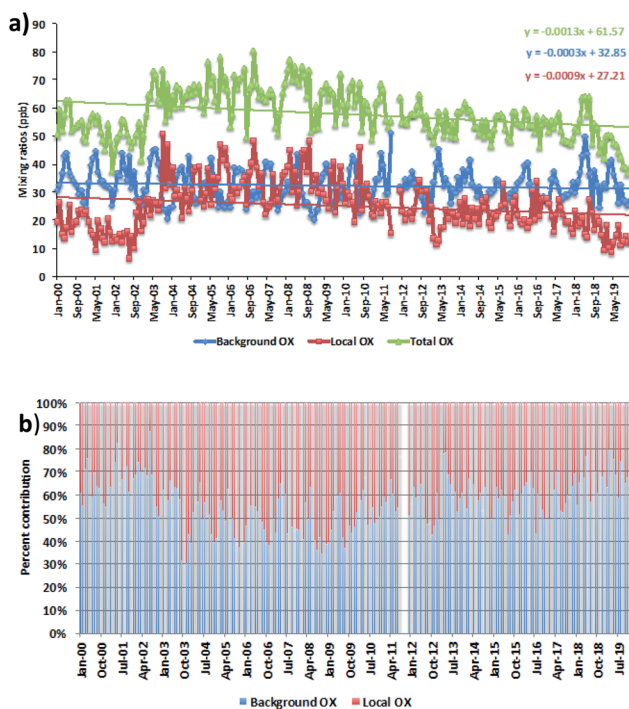 a)
Mixing ratios (ppb)
90
80
70
60
50
40
30
20
10
0
y = -0.0013x + 61.57
y = -0.0003x + 32.85
y = -0.0009x + 27.21
Jan-00
Sep-00
May-01
Jan-02
Sep-02
May-03
Jan-04
Sep-04
May-05
Jan-06
Sep-06
May-07
Jan-08
Sep-08
May-09
Jan-10
Sep-10
May-11
Jan-12
Sep-12
May-13
Jan-14
Sep-14
May-15
Jan-16
Sep-16
May-17
Jan-18
Sep-18
May-19
Background OX Local OX Total OX
b)
Percent contribution
100%
90%
80%
70%
60%
50%
40%
30%
20%
10%
0%
Jan-00
Oct-00
Jul-01
Apr-02
Jan-03
Oct-03
Jul-04
Apr-05
Jan-06
Oct-06
Jul-07
Apr-08
Jan-09
Oct-09
Jul-10
Apr-11
Jan-12
Oct-12
Jul-13
Apr-14
Jan-15
Oct-15
Jul-16
Apr-17
Jan-18
Oct-18
Jul-19
Background OX Local OX